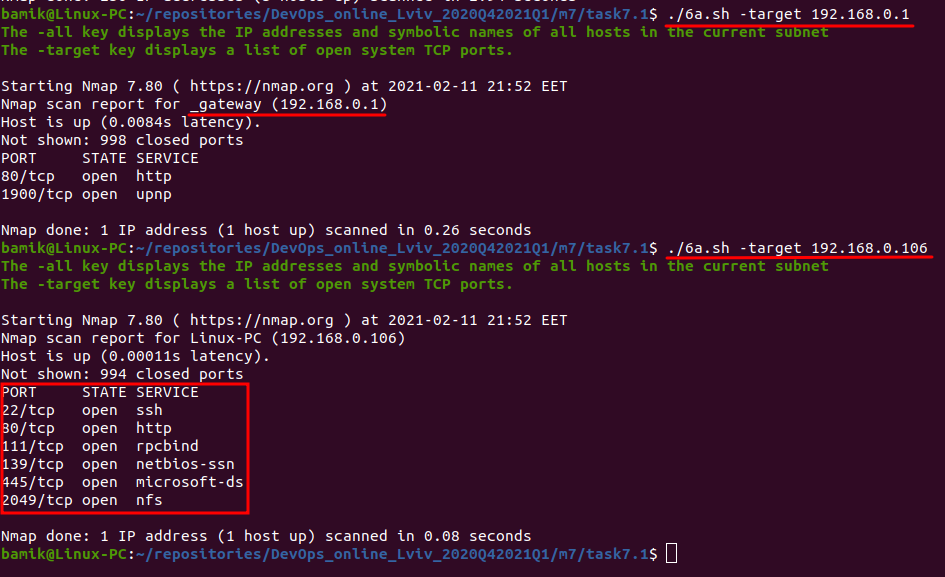 bamik@Linux-PC:~/repositories/DevOps_online_Lviv_2020Q42021Q1/m7/task7.1$ ./6a.sh -target 192.168.0.1
The -all key displays the IP addresses and symbolic names of all hosts in the current subnet
The -target key displays a list of open system TCP ports.
Starting Nmap 7.80 ( https://nmap.org ) at 2021-02-11 21:52 EET
Nmap scan report for _gateway (192.168.0.1)
Host is up (0.0084s latency).
Not shown: 998 closed ports
PORT     STATE SERVICE
80/tcp   open  http
1900/tcp open  upnp
Nmap done: 1 IP address (1 host up) scanned in 0.26 seconds
bamik@Linux-PC:~/repositories/DevOps_online_Lviv_2020Q42021Q1/m7/task7.1$ ./6a.sh -target 192.168.0.106
The -all key displays the IP addresses and symbolic names of all hosts in the current subnet
The -target key displays a list of open system TCP ports.
Starting Nmap 7.80 ( https://nmap.org ) at 2021-02-11 21:52 EET
Nmap scan report for Linux-PC (192.168.0.106)
Host is up (0.00011s latency).
Not shown: 994 closed ports
PORT     STATE SERVICE
22/tcp   open  ssh
80/tcp   open  http
111/tcp  open  rpcbind
139/tcp  open  netbios-ssn
445/tcp  open  microsoft-ds
2049/tcp open  nfs
Nmap done: 1 IP address (1 host up) scanned in 0.08 seconds
bamik@Linux-PC:~/repositories/DevOps_online_Lviv_2020Q42021Q1/m7/task7.1$